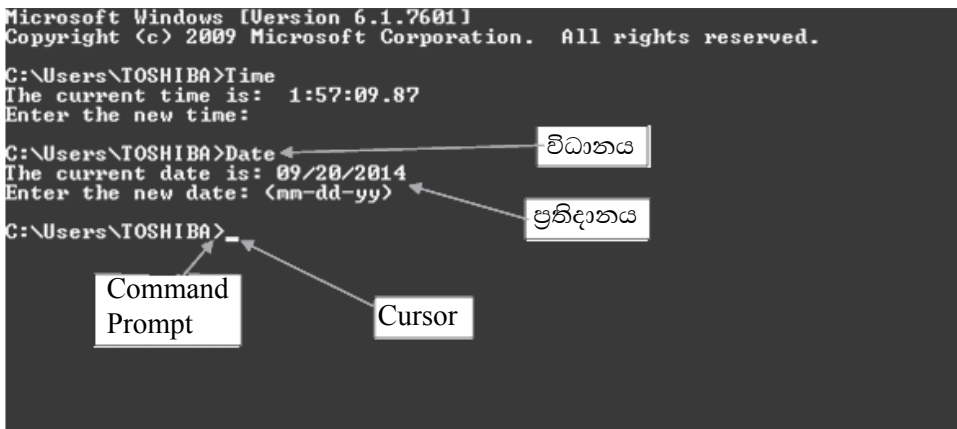 Microsoft Windows [Version 6.1.7601]
Copyright (c) 2009 Microsoft Corporation. All rights reserved.
C:\Users\TOSHIBA>Time
The current time is: 1:57:09.87
Enter the new time:
C:\Users\TOSHIBA>Date
විධානය
The current date is: 09/20/2014
Enter the new date: (mm-dd-yy)
ප්‍රතිදානය
C:\Users\TOSHIBA>_
Command
Prompt
Cursor